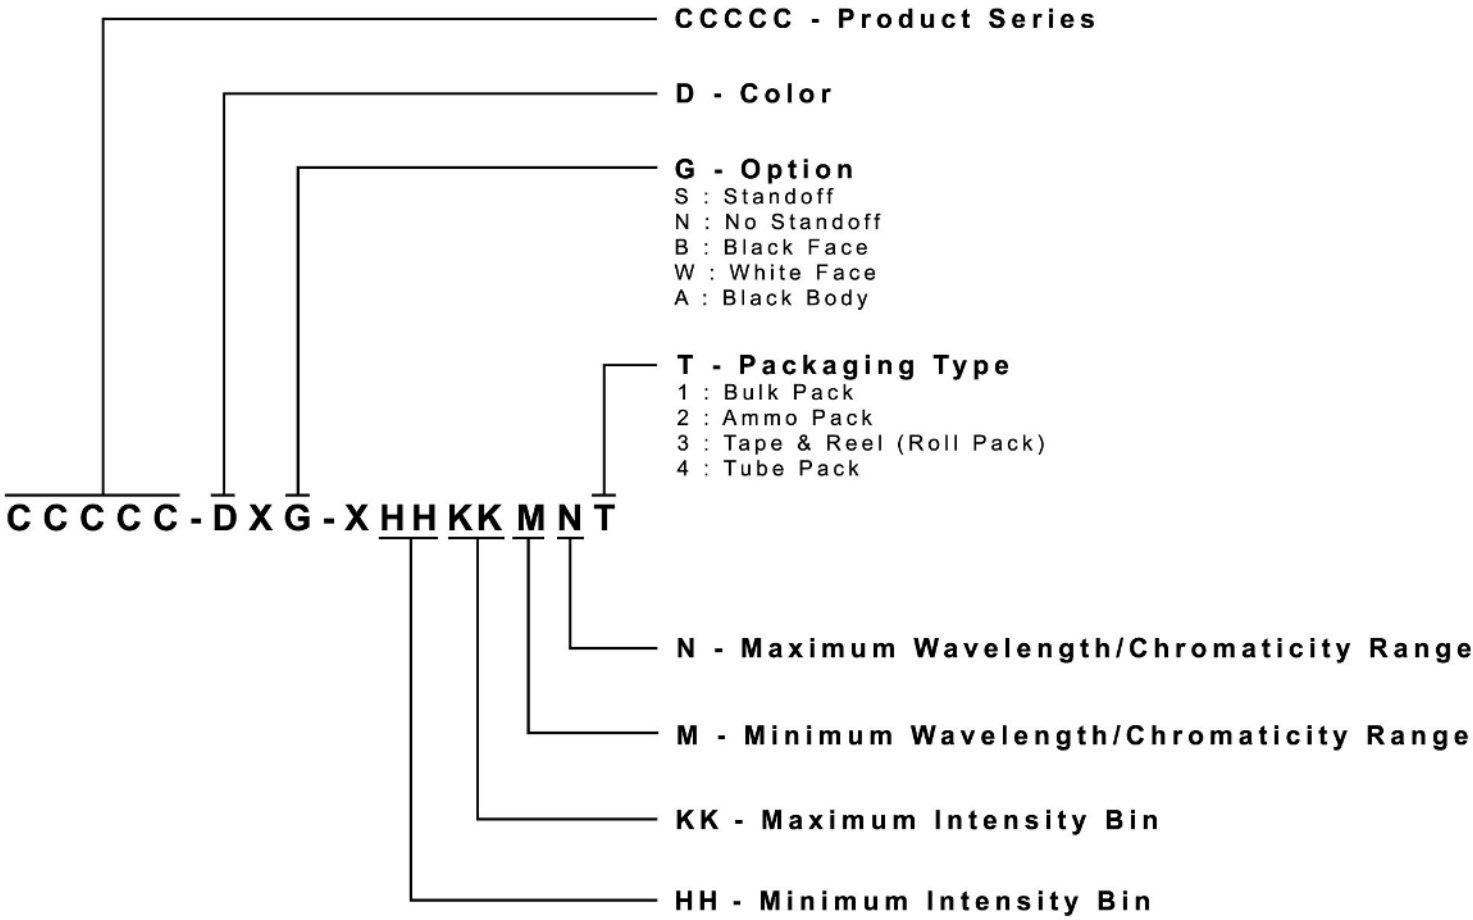 CCCCC - Product Series
D - Color
G - Option
S : Standoff
N : No Standoff
B : Black Face
W : White Face
A : Black Body
T - Packaging Type
1 : Bulk Pack
2 : Ammo Pack
3 : Tape & Reel (Roll Pack)
4 : Tube Pack
CCCCC-DXG-XHHKKMNT
N - Maximum Wavelength/Chromaticity Range
M - Minimum Wavelength/Chromaticity Range
KK - Maximum Intensity Bin
HH - Minimum Intensity Bin